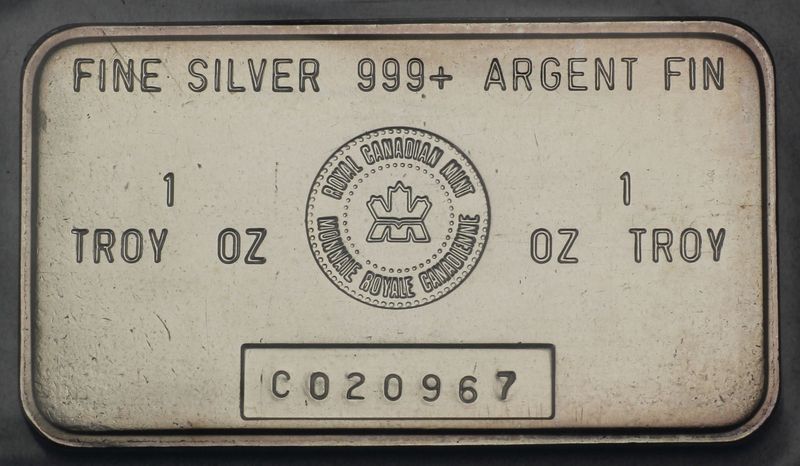 FINE SILVER 999+ ARGENT FIN
ROYAL CANADIAN MINT
MONNAIE ROYALE CANADIENNE
1
TROY OZ
1
OZ TROY
C020967